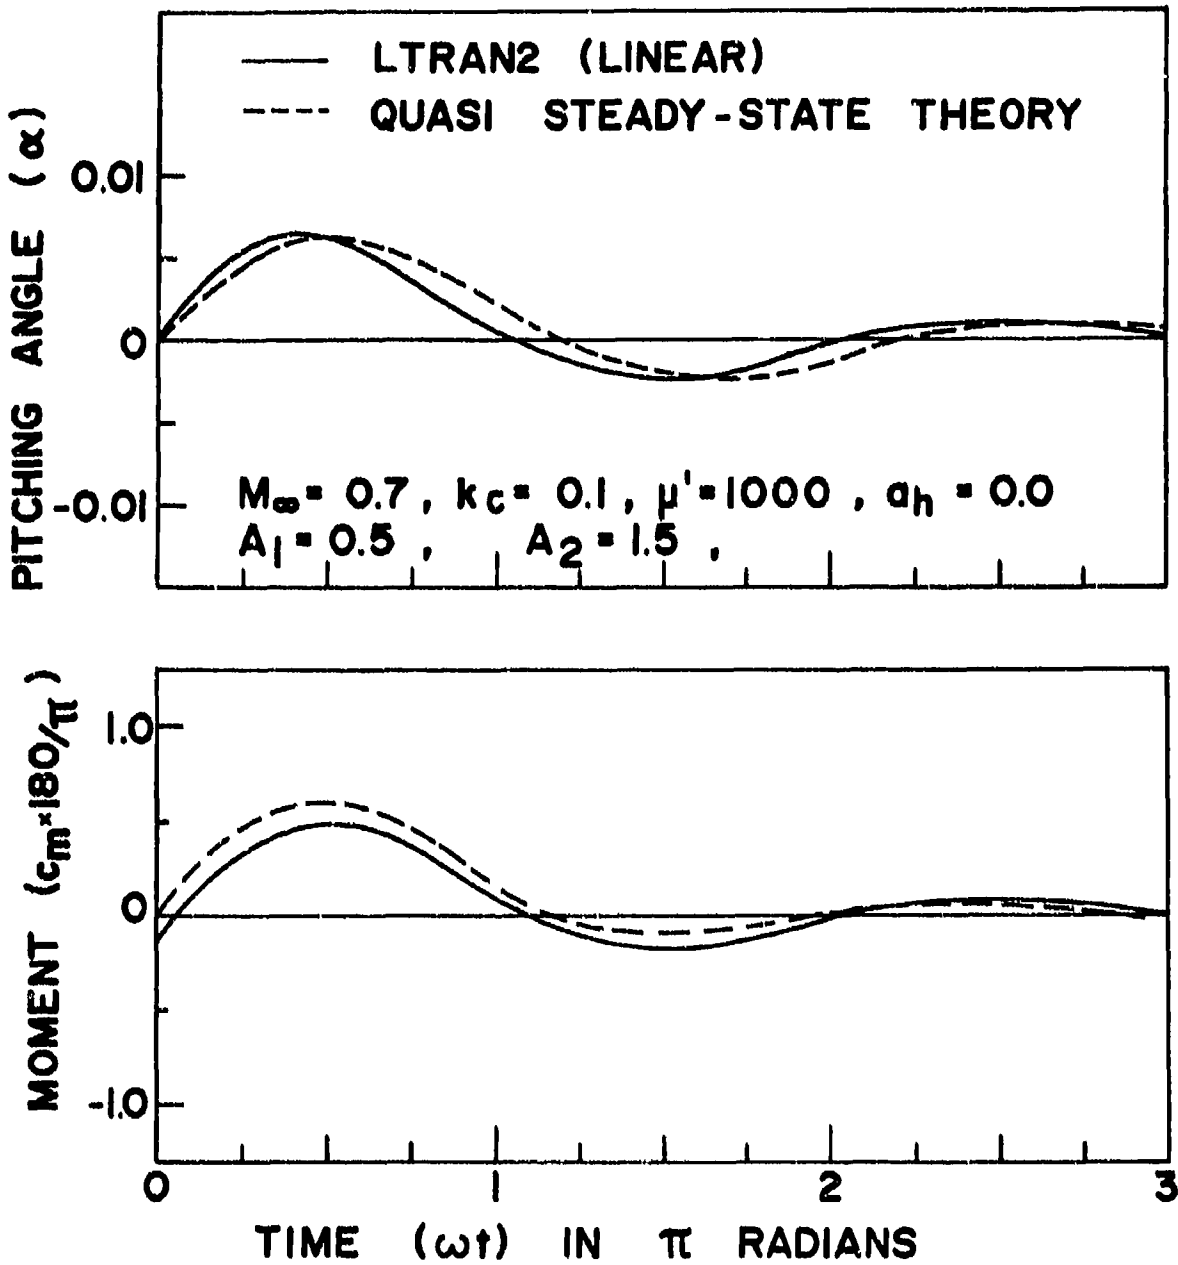 LTRAN2 (LINEAR)
QUASI STEADY-STATE THEORY
PITCHING ANGLE (α)
0.01
0
-0.01
M∞= 0.7 , kc= 0.1 , μ'=1000 , ah = 0.0
A1= 0.5 , A2=1.5 ,
MOMENT (cm×180/π)
1.0
0
-1.0
0 1 2 3
TIME (ωt) IN π RADIANS